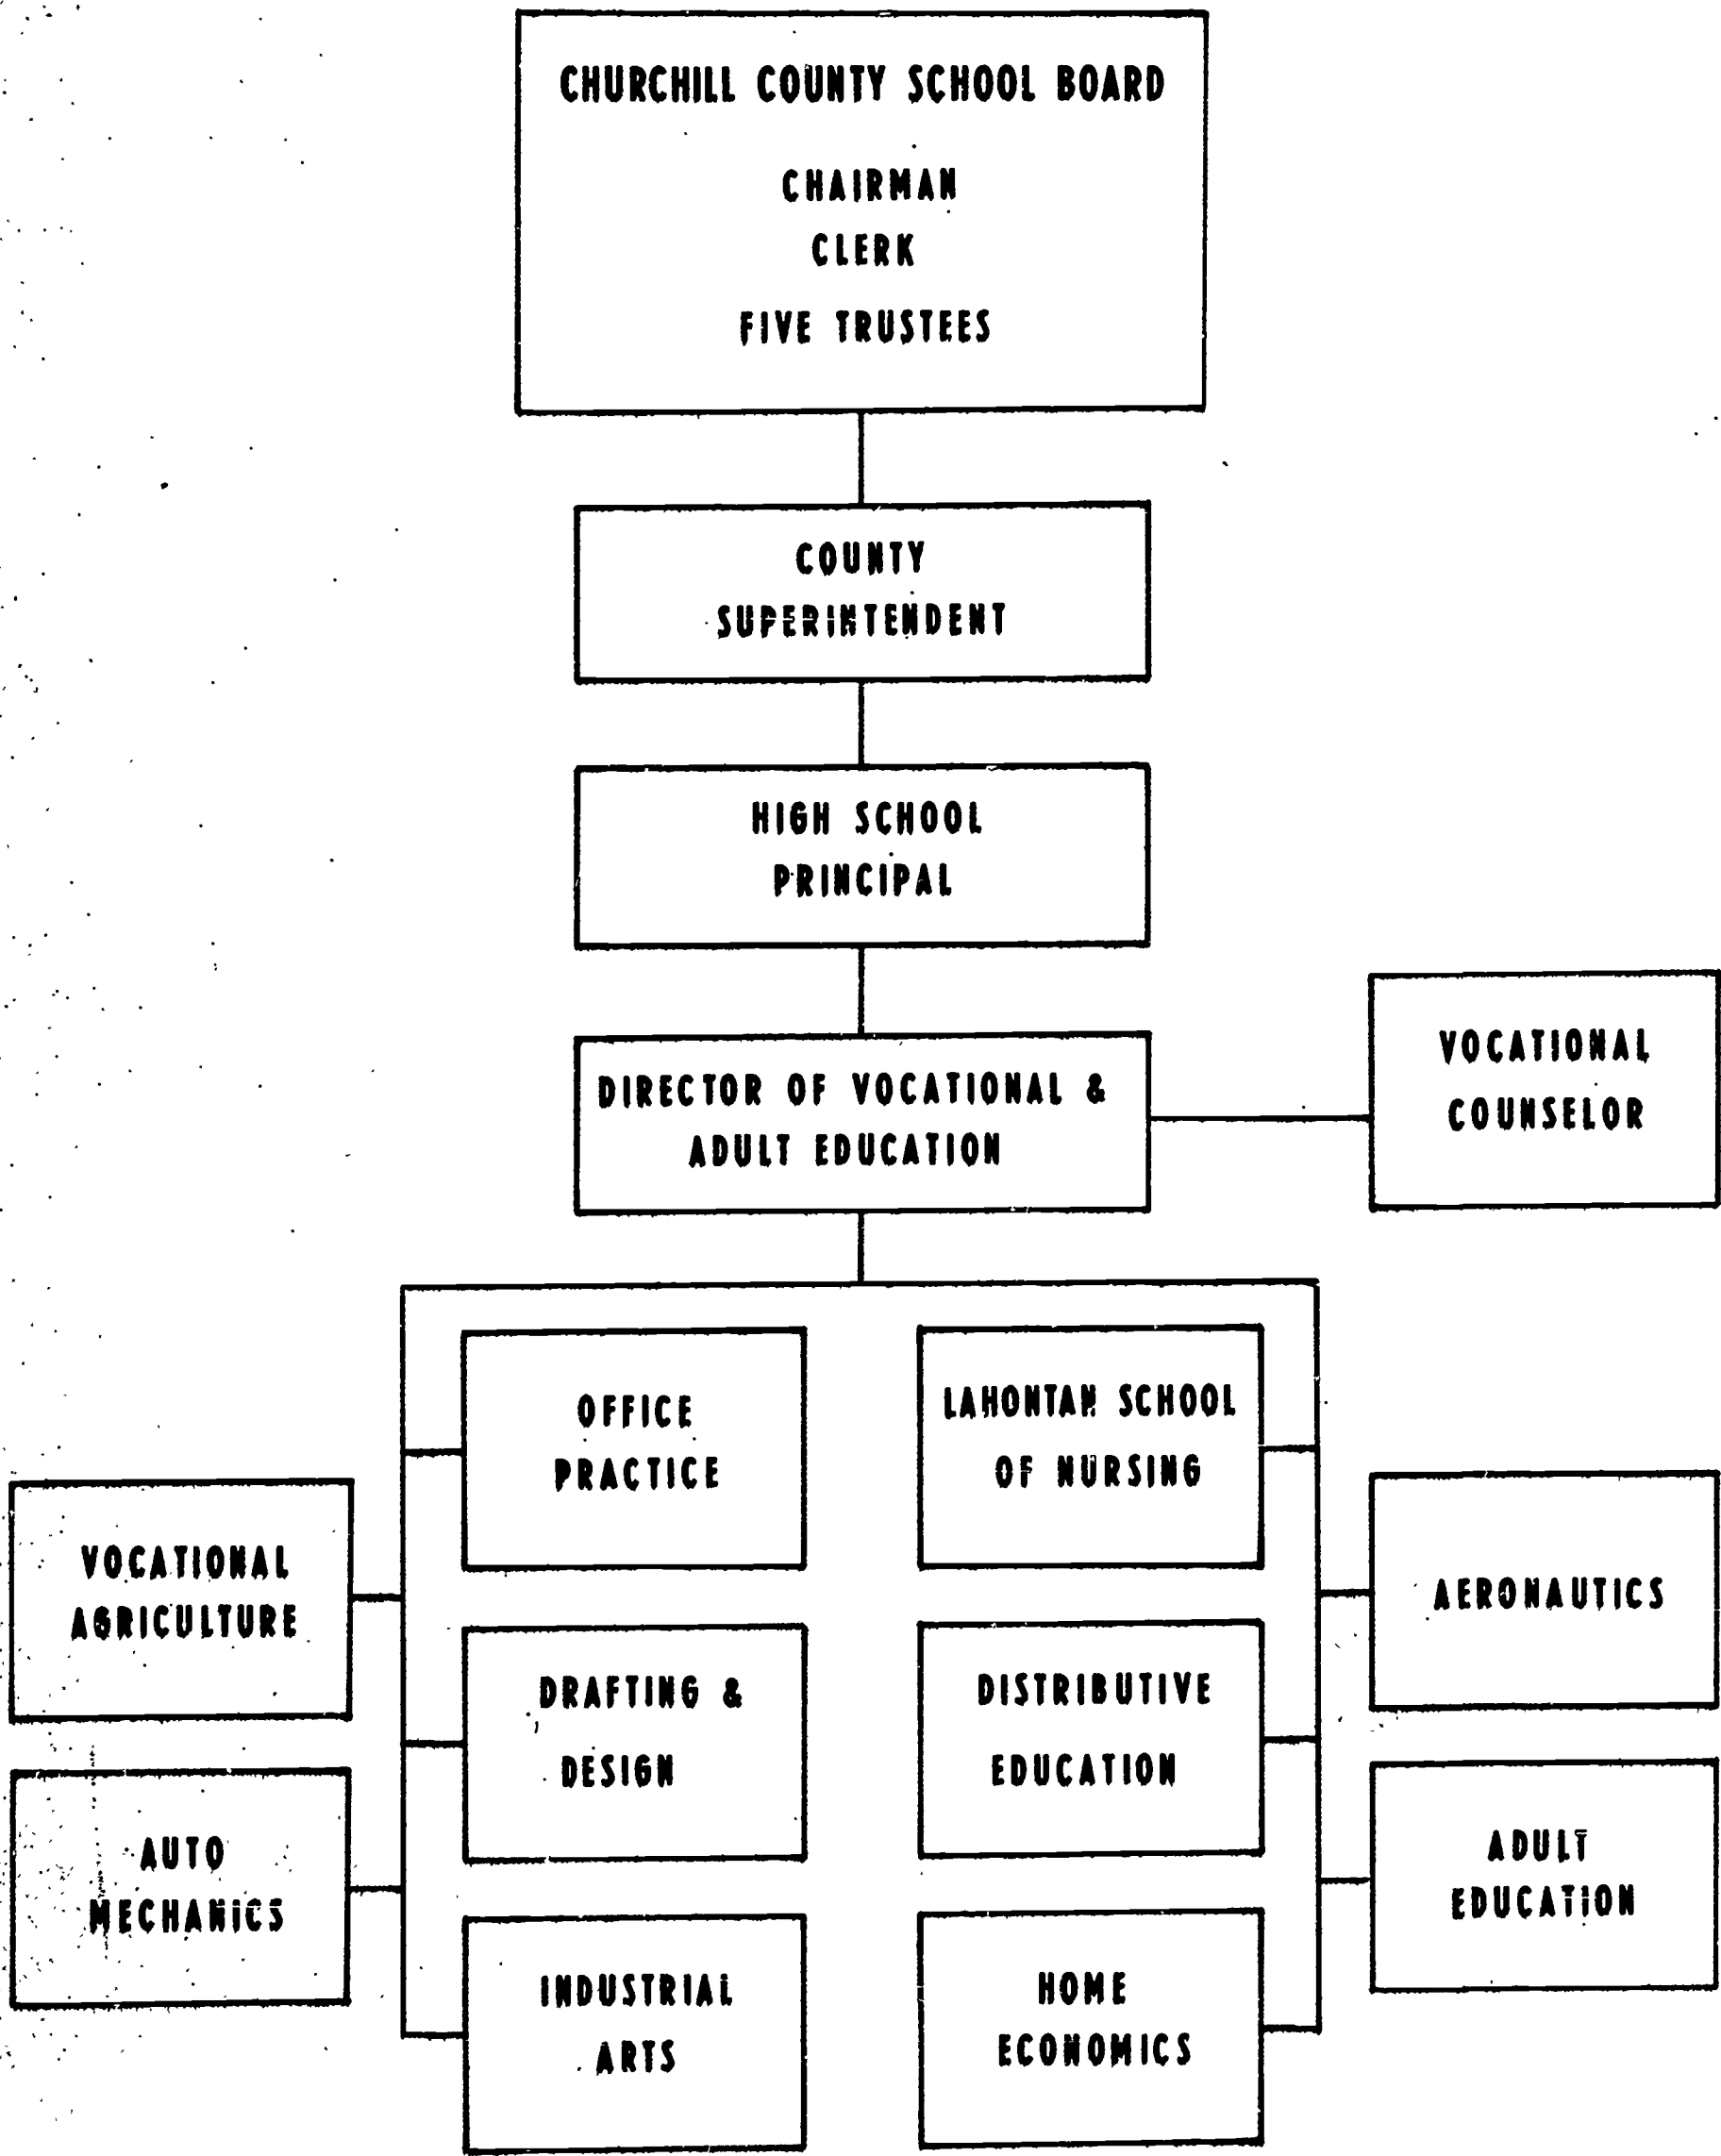 CHURCHILL COUNTY SCHOOL BOARD
CHAIRMAN
CLERK
FIVE TRUSTEES
COUNTY
SUPERINTENDENT
HIGH SCHOOL
PRINCIPAL
DIRECTOR OF VOCATIONAL &
ADULT EDUCATION
VOCATIONAL
COUNSELOR
OFFICE
PRACTICE
LAHONTAN SCHOOL
OF NURSING
VOCATIONAL
AGRICULTURE
AERONAUTICS
DRAFTING &
DESIGN
DISTRIBUTIVE
EDUCATION
AUTO
MECHANICS
ADULT
EDUCATION
INDUSTRIAL
ARTS
HOME
ECONOMICS